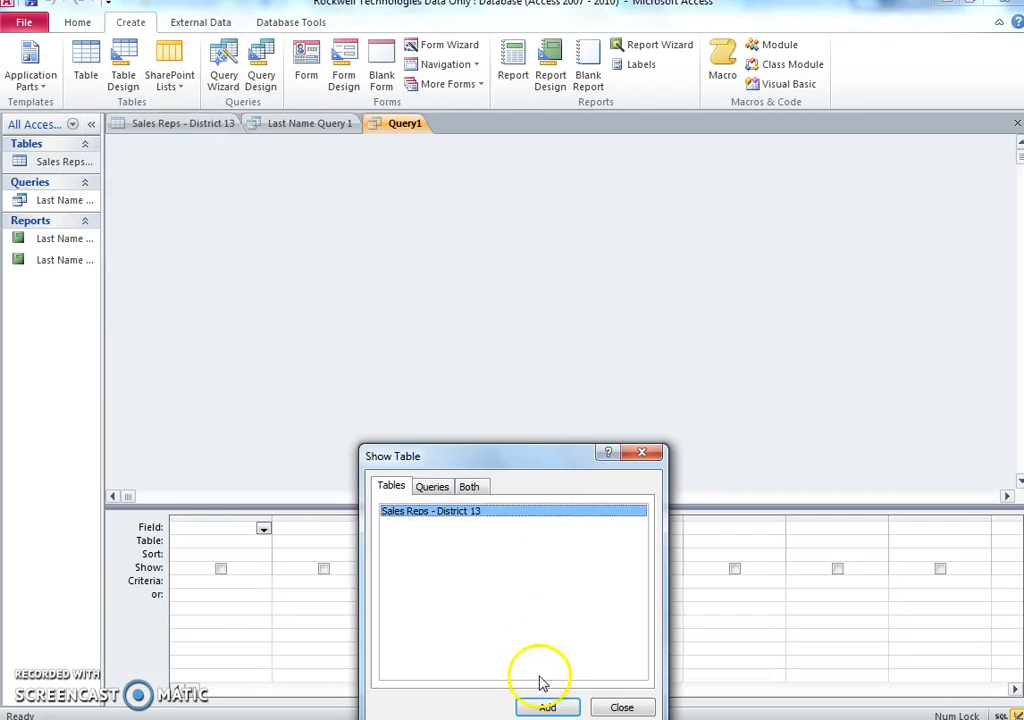 Rockwell Technologies Data Only : Database (Access 2007 - 2010) - Microsoft Access
File Home Create External Data Database Tools
Application Parts
Table
Table Design
SharePoint Lists
Query Wizard
Query Design
Form
Form Design
Blank Form
Form Wizard
Navigation
More Forms
Report
Report Design
Blank Report
Report Wizard
Labels
Macro
Module
Class Module
Visual Basic
Templates Tables Queries Forms Reports Macros & Code
All Acces... «
Sales Reps - District 13
Last Name Query 1
Query1
Tables
Sales Reps...
Queries
Last Name ...
Reports
Last Name ...
Last Name ...
Show Table
Tables Queries Both
Sales Reps - District 13
Add Close
Field:
Table:
Sort:
Show:
Criteria:
or:
RECORDED WITH
SCREENCAST MATIC
Ready
Num Lock SQL